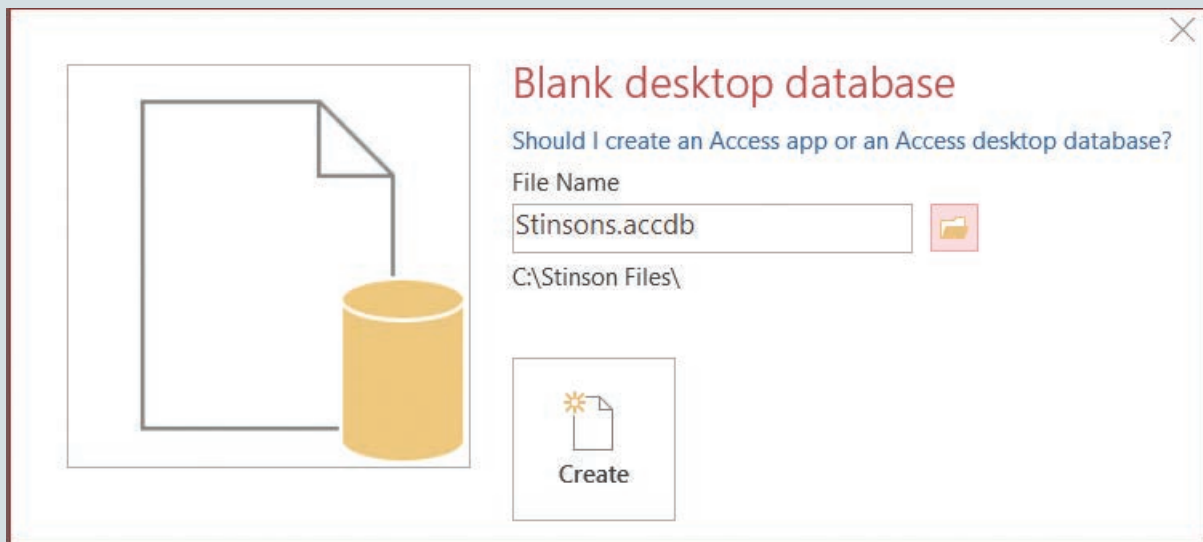 Blank desktop database
Should I create an Access app or an Access desktop database?
File Name
Stinsons.accdb
C:\Stinson Files\
Create